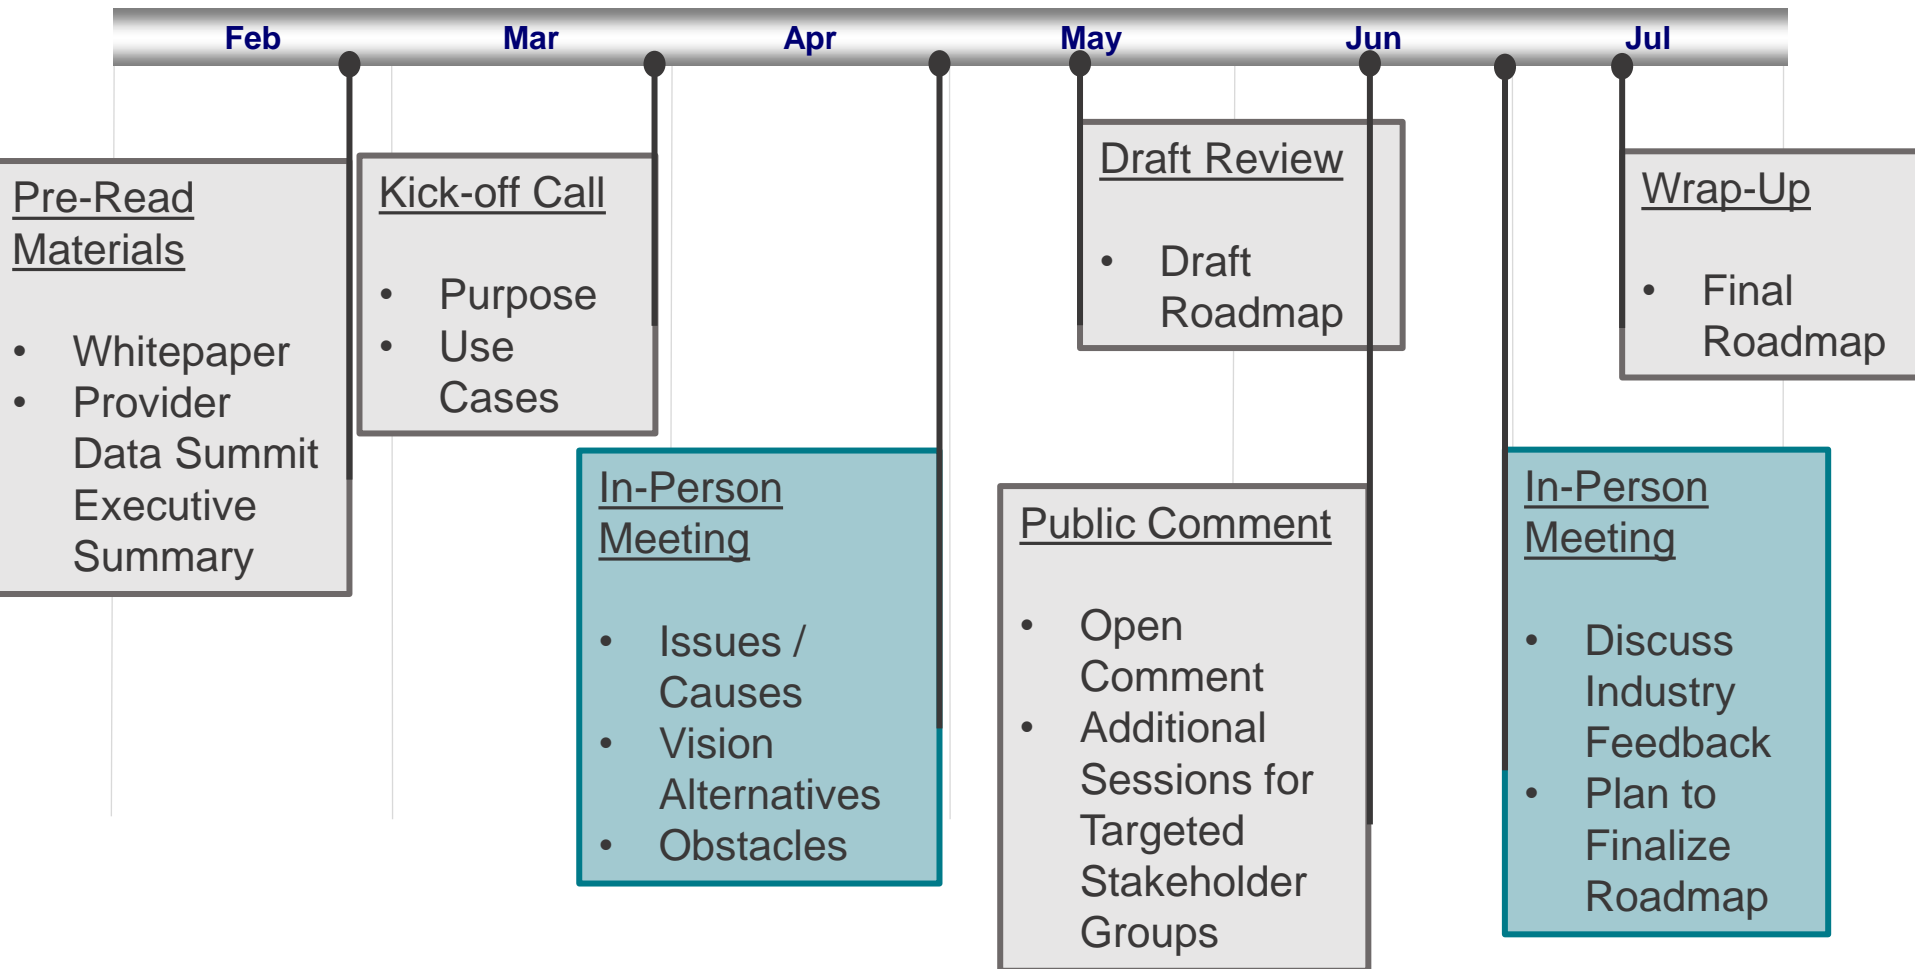 Feb Mar Apr May Jun Jul
Pre-Read
Materials
• Whitepaper
• Provider
Data Summit
Executive
Summary
Kick-off Call
• Purpose
• Use
Cases
In-Person
Meeting
• Issues /
Causes
• Vision
Alternatives
• Obstacles
Draft Review
• Draft
Roadmap
Public Comment
• Open
Comment
• Additional
Sessions for
Targeted
Stakeholder
Groups
In-Person
Meeting
• Discuss
Industry
Feedback
• Plan to
Finalize
Roadmap
Wrap-Up
• Final
Roadmap